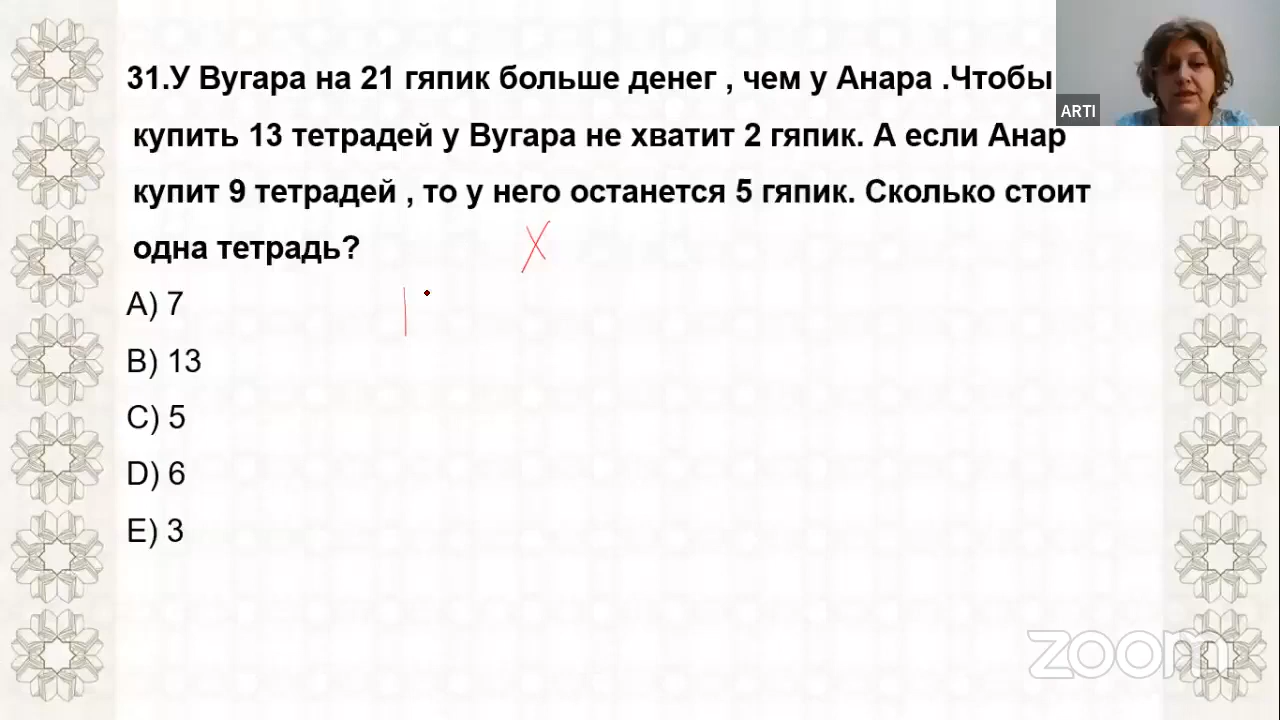 31.У Вугара на 21 гяпик больше денег , чем у Анара .Чтобы
купить 13 тетрадей у Вугара не хватит 2 гяпик. А если Анар
купит 9 тетрадей , то у него останется 5 гяпик. Сколько стоит
одна тетрадь?
X
A) 7
B) 13
C) 5
D) 6
E) 3
ARTI
zoom